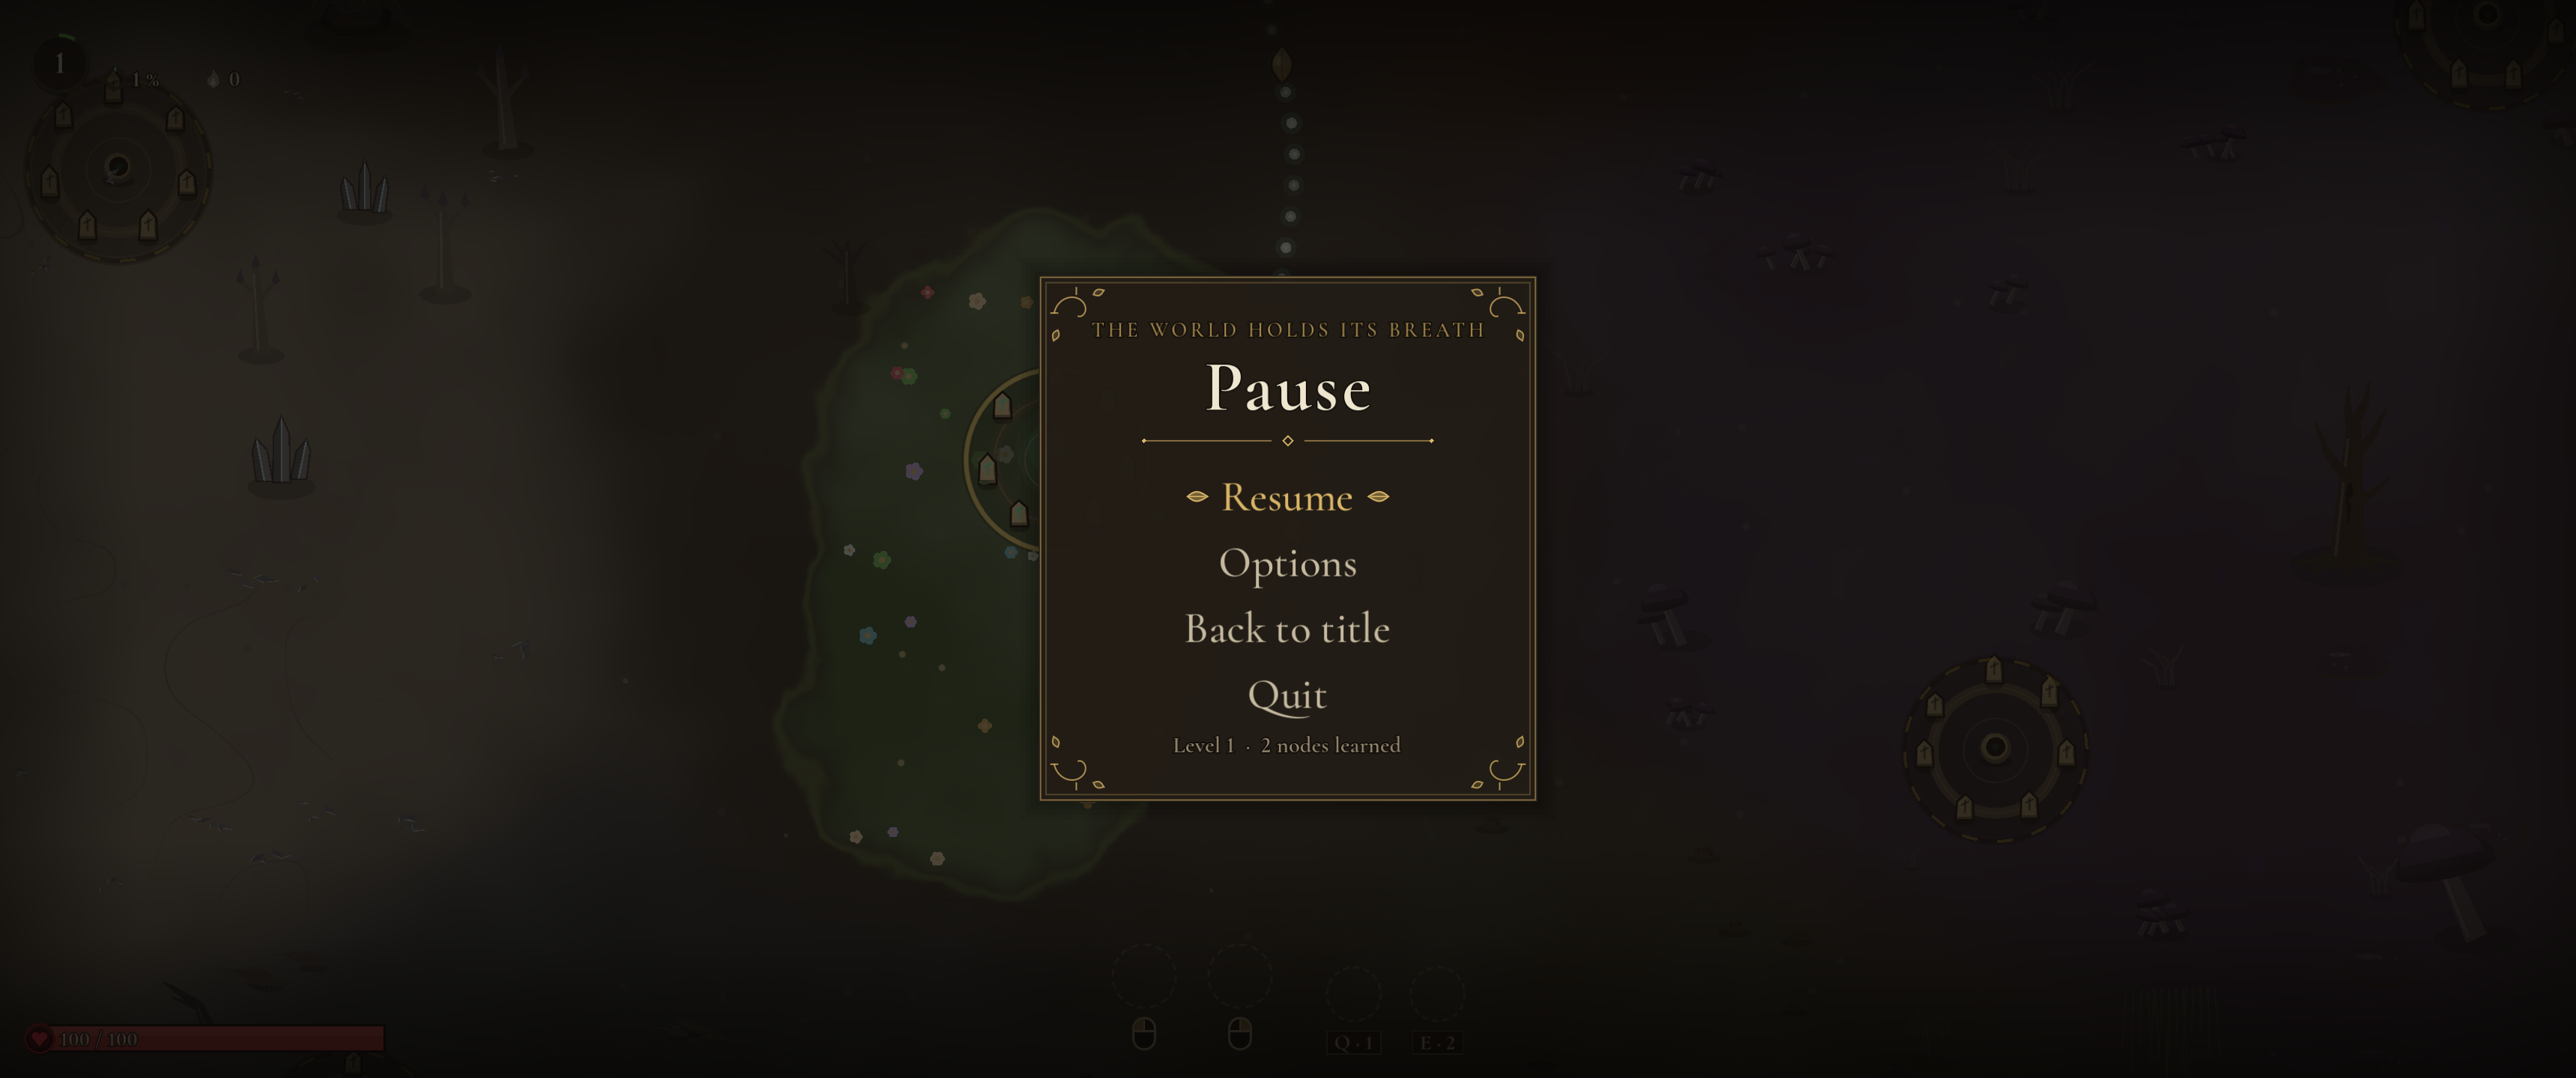 1
1%
0
THE WORLD HOLDS ITS BREATH
Pause
Resume
Options
Back to title
Quit
Level 1 · 2 nodes learned
100 / 100
Q·1
E·2